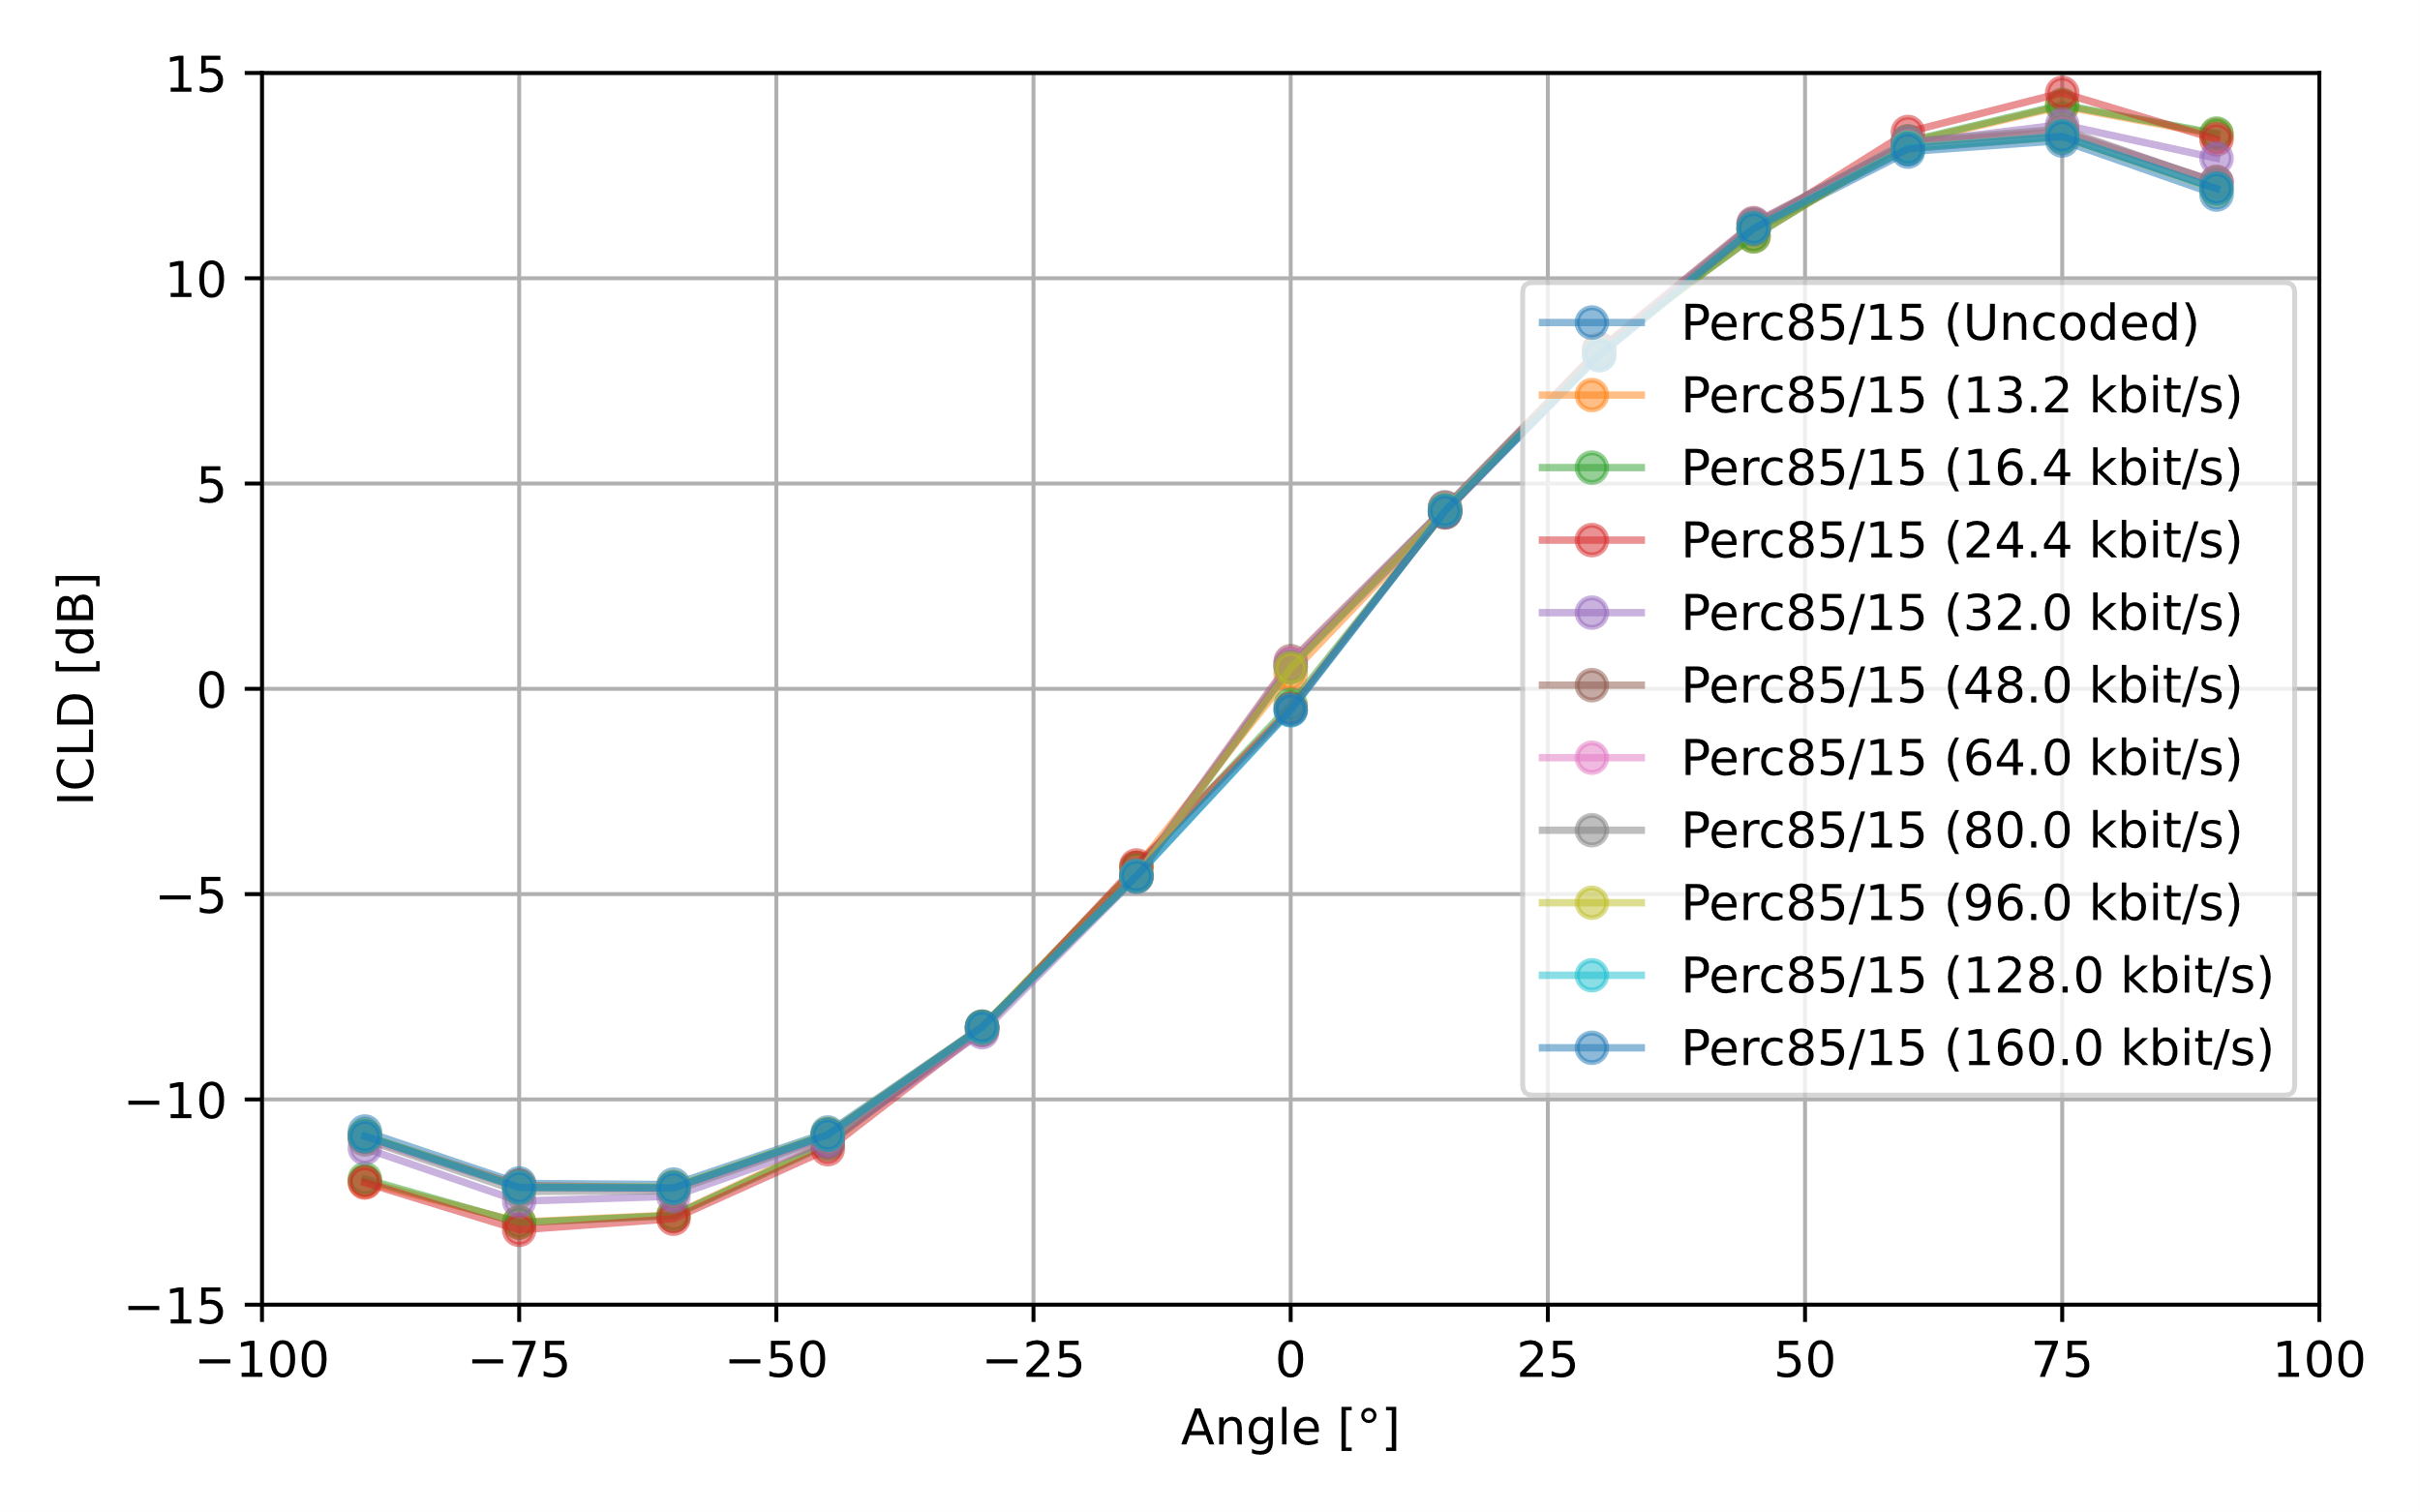 15
10
5
0
−5
−10
−15
ICLD [dB]
Perc85/15 (Uncoded)
Perc85/15 (13.2 kbit/s)
Perc85/15 (16.4 kbit/s)
Perc85/15 (24.4 kbit/s)
Perc85/15 (32.0 kbit/s)
Perc85/15 (48.0 kbit/s)
Perc85/15 (64.0 kbit/s)
Perc85/15 (80.0 kbit/s)
Perc85/15 (96.0 kbit/s)
Perc85/15 (128.0 kbit/s)
Perc85/15 (160.0 kbit/s)
−100 −75 −50 −25 0 25 50 75 100
Angle [°]